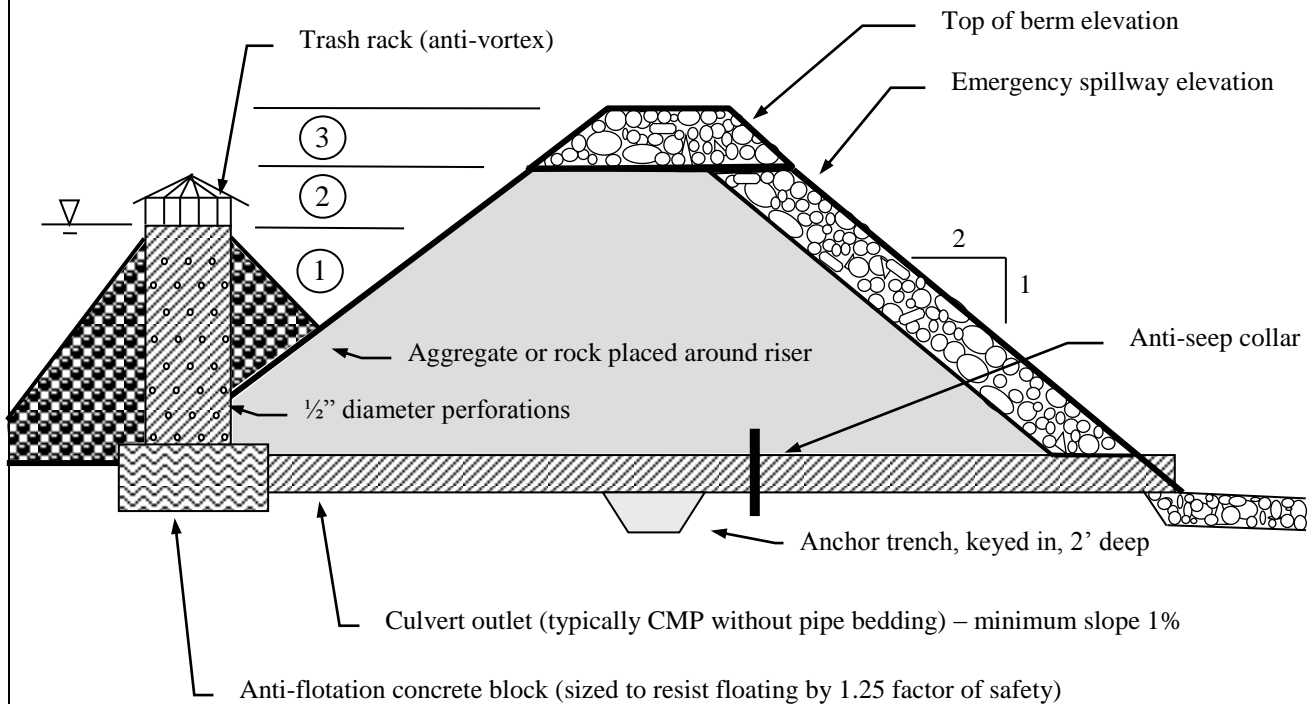 Top of berm elevation
Trash rack (anti-vortex)
Emergency spillway elevation
3
2
1
2
1
Anti-seep collar
Aggregate or rock placed around riser
½” diameter perforations
Anchor trench, keyed in, 2’ deep
Culvert outlet (typically CMP without pipe bedding) – minimum slope 1%
Anti-flotation concrete block (sized to resist floating by 1.25 factor of safety)